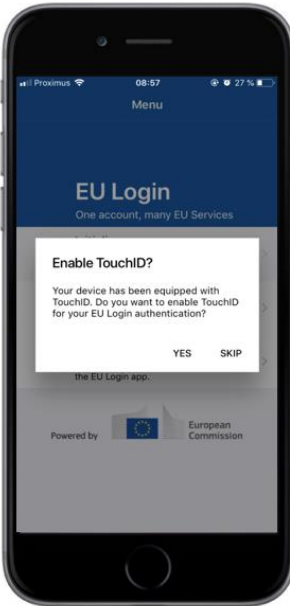 Proximus 08:57 27 %
Menu
EU Login
One account, many EU Services
Enable TouchID?
Your device has been equipped with
TouchID. Do you want to enable TouchID
for your EU Login authentication?
YES SKIP
the EU Login app.
Powered by
European
Commission